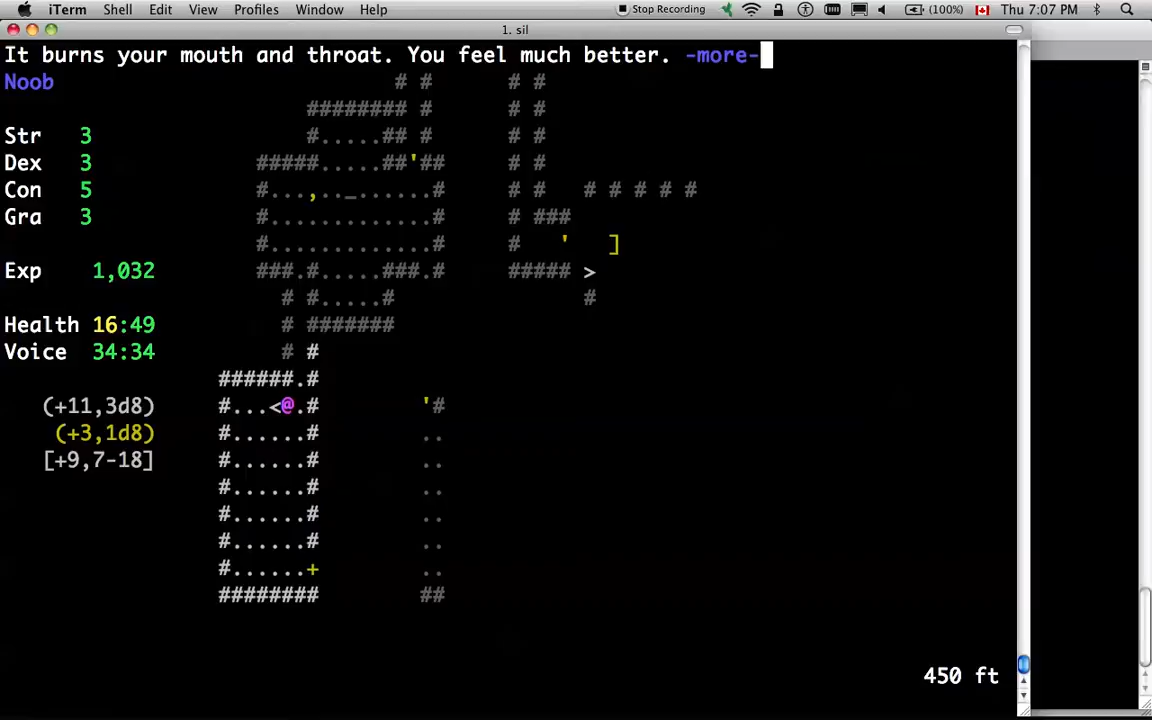 iTerm Shell Edit View Profiles Window Help Stop Recording (100%) Thu 7:07 PM
1. sil
It burns your mouth and throat. You feel much better. -more-
Noob # # # #
######## # # #
Str 3 #.....## # # #
Dex 3 #####.....##'## # #
Con 5 #...,.._......# # # # # # # #
Gra 3 #.............# # ###
#.............# # ' ]
Exp 1,032 ###.#.....###.# ##### >
# #.....# #
Health 16:49 # #######
Voice 34:34 # #
######.#
(+11,3d8) #...<@.# '#
(+3,1d8) #......# ..
[+9,7-18] #......# ..
#......# ..
#......# ..
#......# ..
#......+ ..
######## ##
450 ft